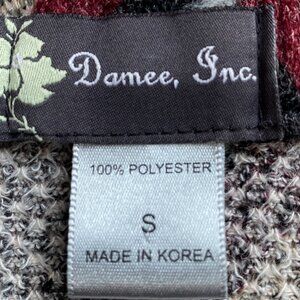 Damee, Inc.
100% POLYESTER
S
MADE IN KOREA